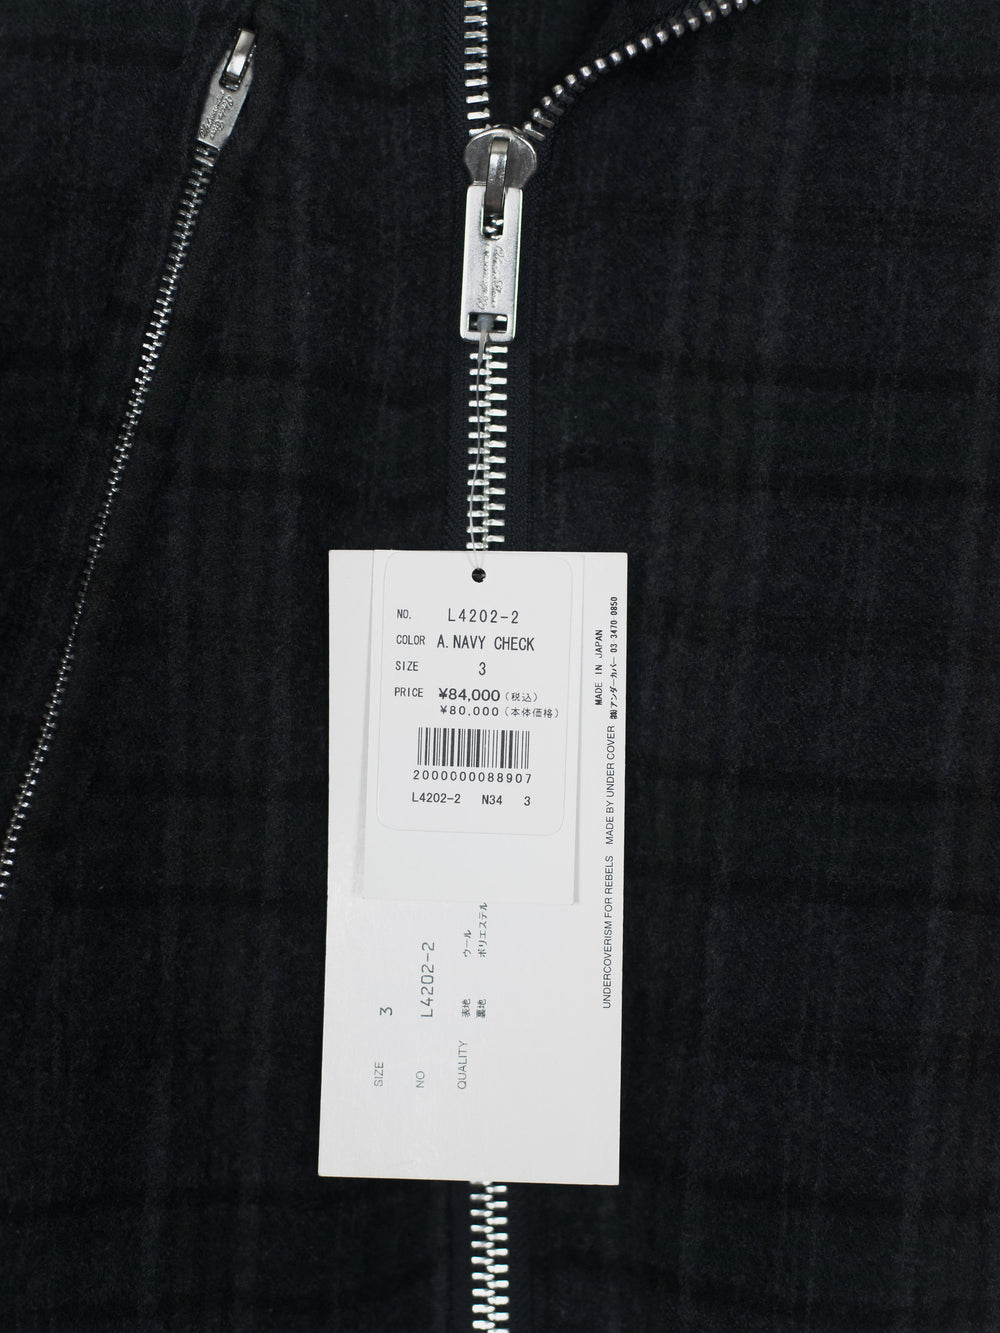 NO. L4202-2
COLOR A.NAVY CHECK
SIZE 3
PRICE ¥84,000(税込)
¥80,000(本体価格)
2000000088907
L4202-2 N34 3
SIZE 3
NO L4202-2
QUALITY 表地 ウール
裏地 ポリエステル
MADE IN JAPAN
㈱アンダーカバー 03 3470 0850
UNDERCOVERISM FOR REBELS MADE BY UNDER COVER